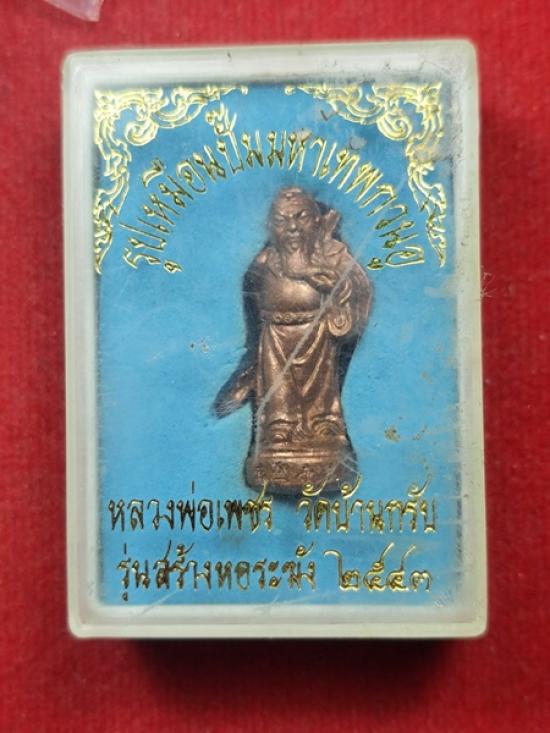 รูปเหมือนปั๊มมหาเทพกวนอู
หลวงพ่อเพชร วัดบ้านกรับ
รุ่นสร้างหอระฆัง ๒๕๔๓